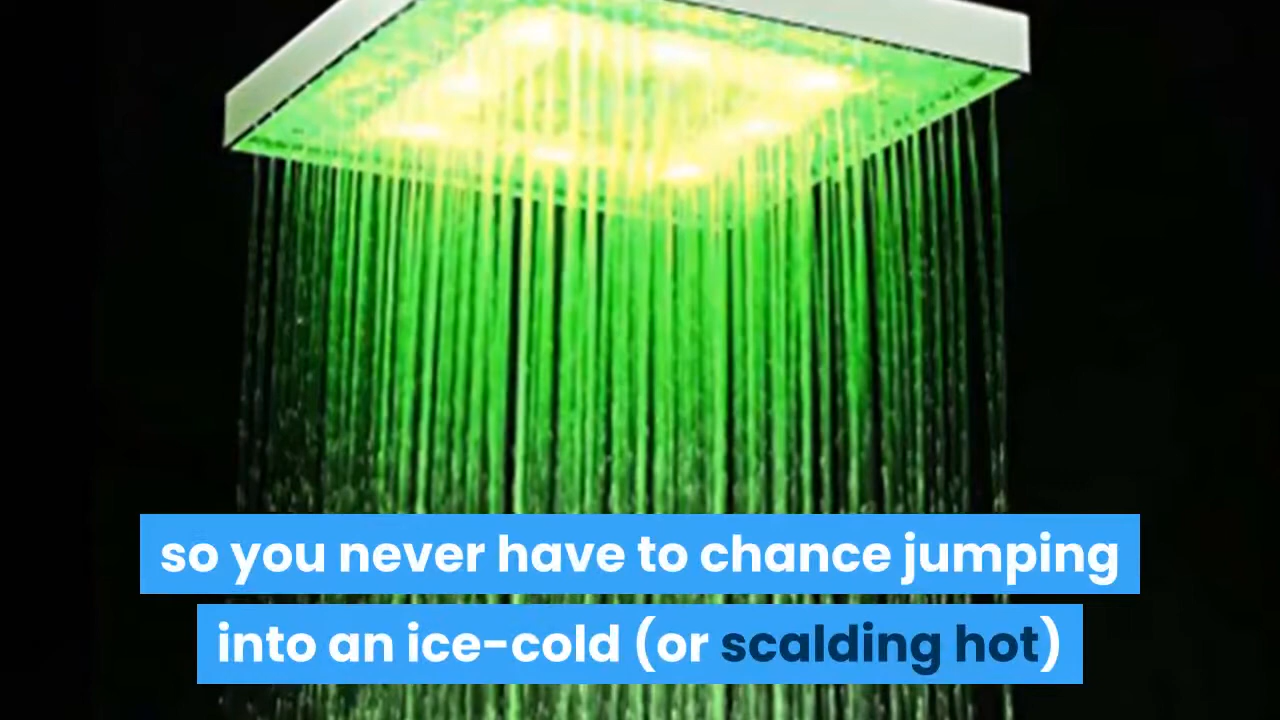 so you never have to chance jumping
into an ice-cold (or scalding hot)